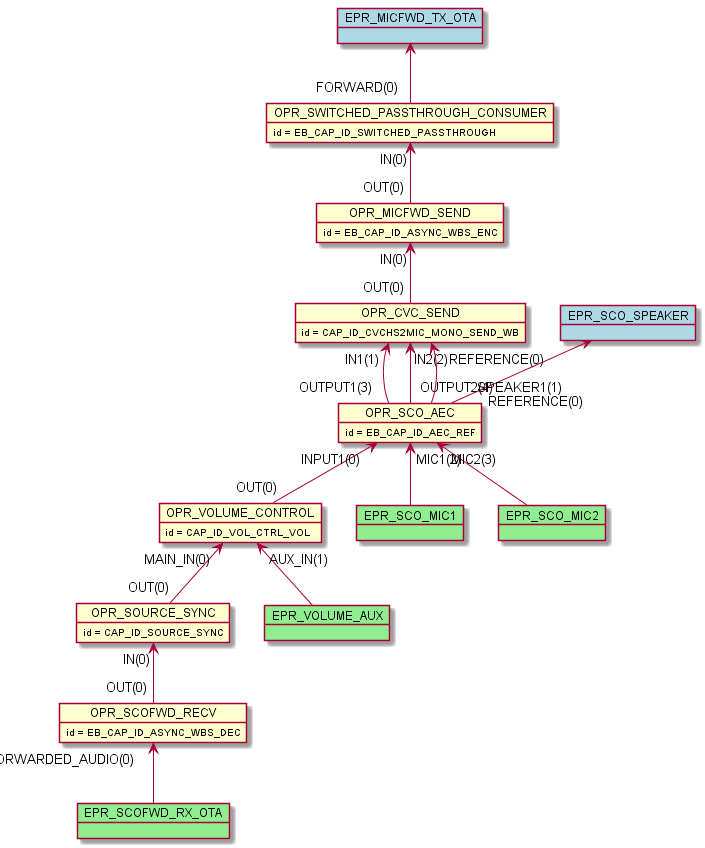 EPR_MICFWD_TX_OTA
FORWARD(0)
OPR_SWITCHED_PASSTHROUGH_CONSUMER
id = EB_CAP_ID_SWITCHED_PASSTHROUGH
IN(0)
OUT(0)
OPR_MICFWD_SEND
id = EB_CAP_ID_ASYNC_WBS_ENC
IN(0)
OUT(0)
OPR_CVC_SEND
id = CAP_ID_CVCHS2MIC_MONO_SEND_WB
EPR_SCO_SPEAKER
IN1(1) IN2(2) REFERENCE(0)
OUTPUT1(3) OUTPUT2(4) SPEAKER1(1)
REFERENCE(0)
OPR_SCO_AEC
id = EB_CAP_ID_AEC_REF
INPUT1(0) MIC1(2) MIC2(3)
OUT(0)
OPR_VOLUME_CONTROL
id = CAP_ID_VOL_CTRL_VOL
EPR_SCO_MIC1
EPR_SCO_MIC2
MAIN_IN(0) AUX_IN(1)
OUT(0)
OPR_SOURCE_SYNC
id = CAP_ID_SOURCE_SYNC
EPR_VOLUME_AUX
IN(0)
OUT(0)
OPR_SCOFWD_RECV
id = EB_CAP_ID_ASYNC_WBS_DEC
ORWARDED_AUDIO(0)
EPR_SCOFWD_RX_OTA